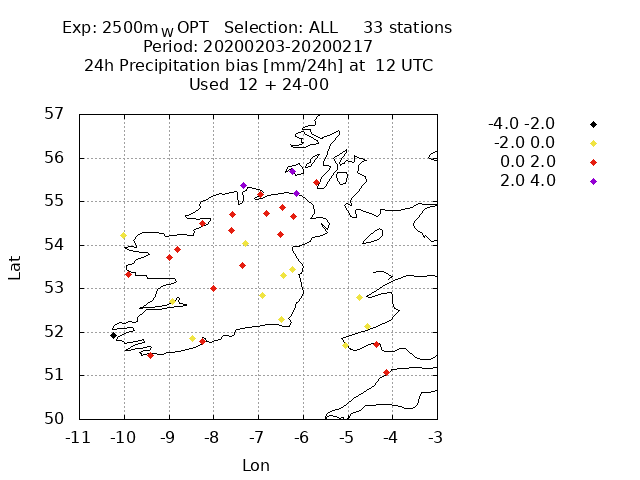 Exp: 2500m W OPT Selection: ALL 33 stations
Period: 20200203-20200217
24h Precipitation bias [mm/24h] at 12 UTC
Used 12 + 24-00
-4.0 -2.0
-2.0 0.0
0.0 2.0
2.0 4.0
57
56
55
54
53
52
51
50
Lat
-11 -10 -9 -8 -7 -6 -5 -4 -3
Lon